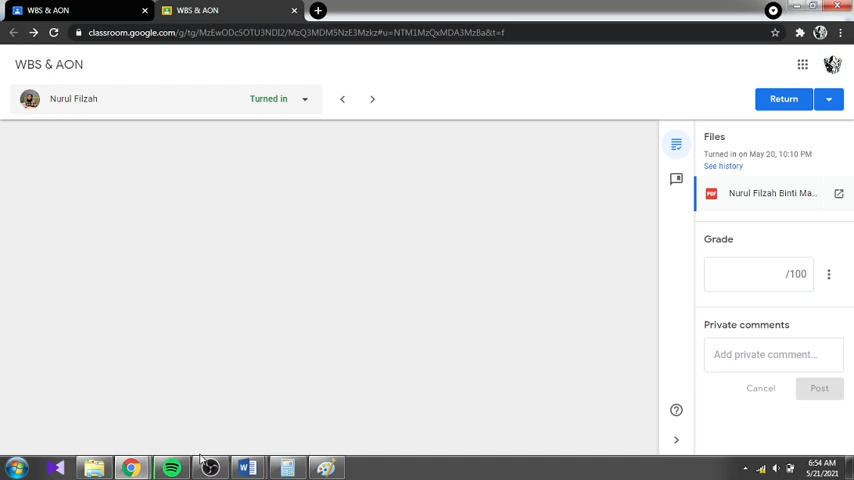 WBS & AON
WBS & AON
classroom.google.com/g/tg/MzEwODc5OTU3NDI2/MzQ3MDM5NzE3Mzkz#u=NTM1MzQxMDA3MzBa&t=f
WBS & AON
Nurul Filzah
Turned in
Return
Files
Turned in on May 20, 10:10 PM
See history
PDF
Nurul Filzah Binti Ma...
Grade
/100
Private comments
Add private comment...
Cancel
Post
6:54 AM
5/21/2021